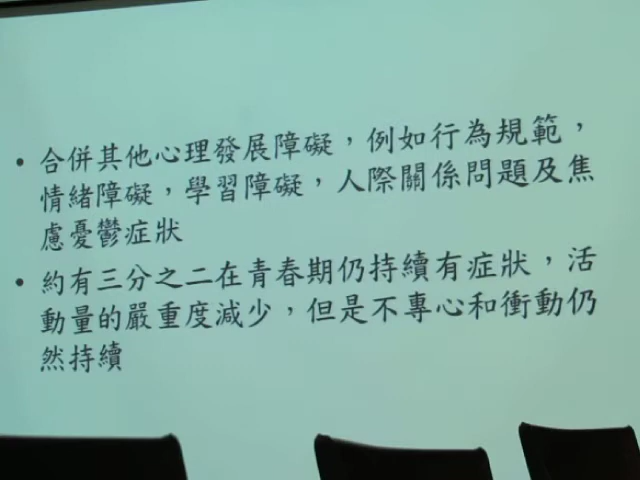 • 合併其他心理發展障礙，例如行為規範，
情緒障礙，學習障礙，人際關係問題及焦
慮憂鬱症狀
• 約有三分之二在青春期仍持續有症狀，活
動量的嚴重度減少，但是不專心和衝動仍
然持續